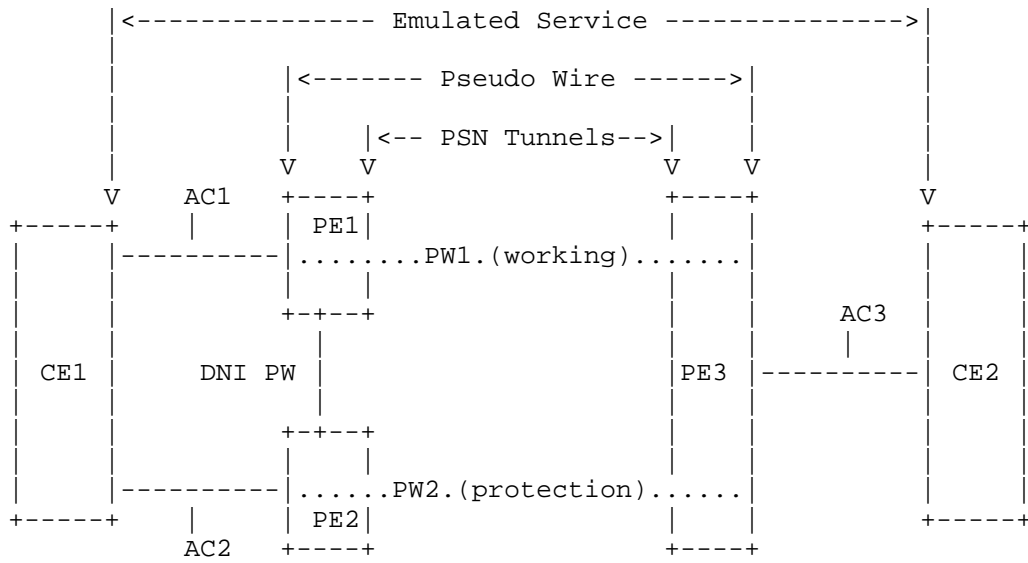 |<--------------- Emulated Service --------------->|
|<------- Pseudo Wire ------>|
|<-- PSN Tunnels-->|
V V V V
V AC1 +----+ +----+ V
+-----+ | | PE1| | | +-----+
| |----------|........PW1.(working).......| | |
| | | | | | | |
| | +-+--+ | | AC3 | |
| | | | | | | |
| CE1 | DNI PW | |PE3 |----------| CE2 |
| | | | | | |
| | +-+--+ | | | |
| | | | | | | |
| |----------|......PW2.(protection)......| | |
+-----+ | | PE2| | | +-----+
AC2 +----+ +----+